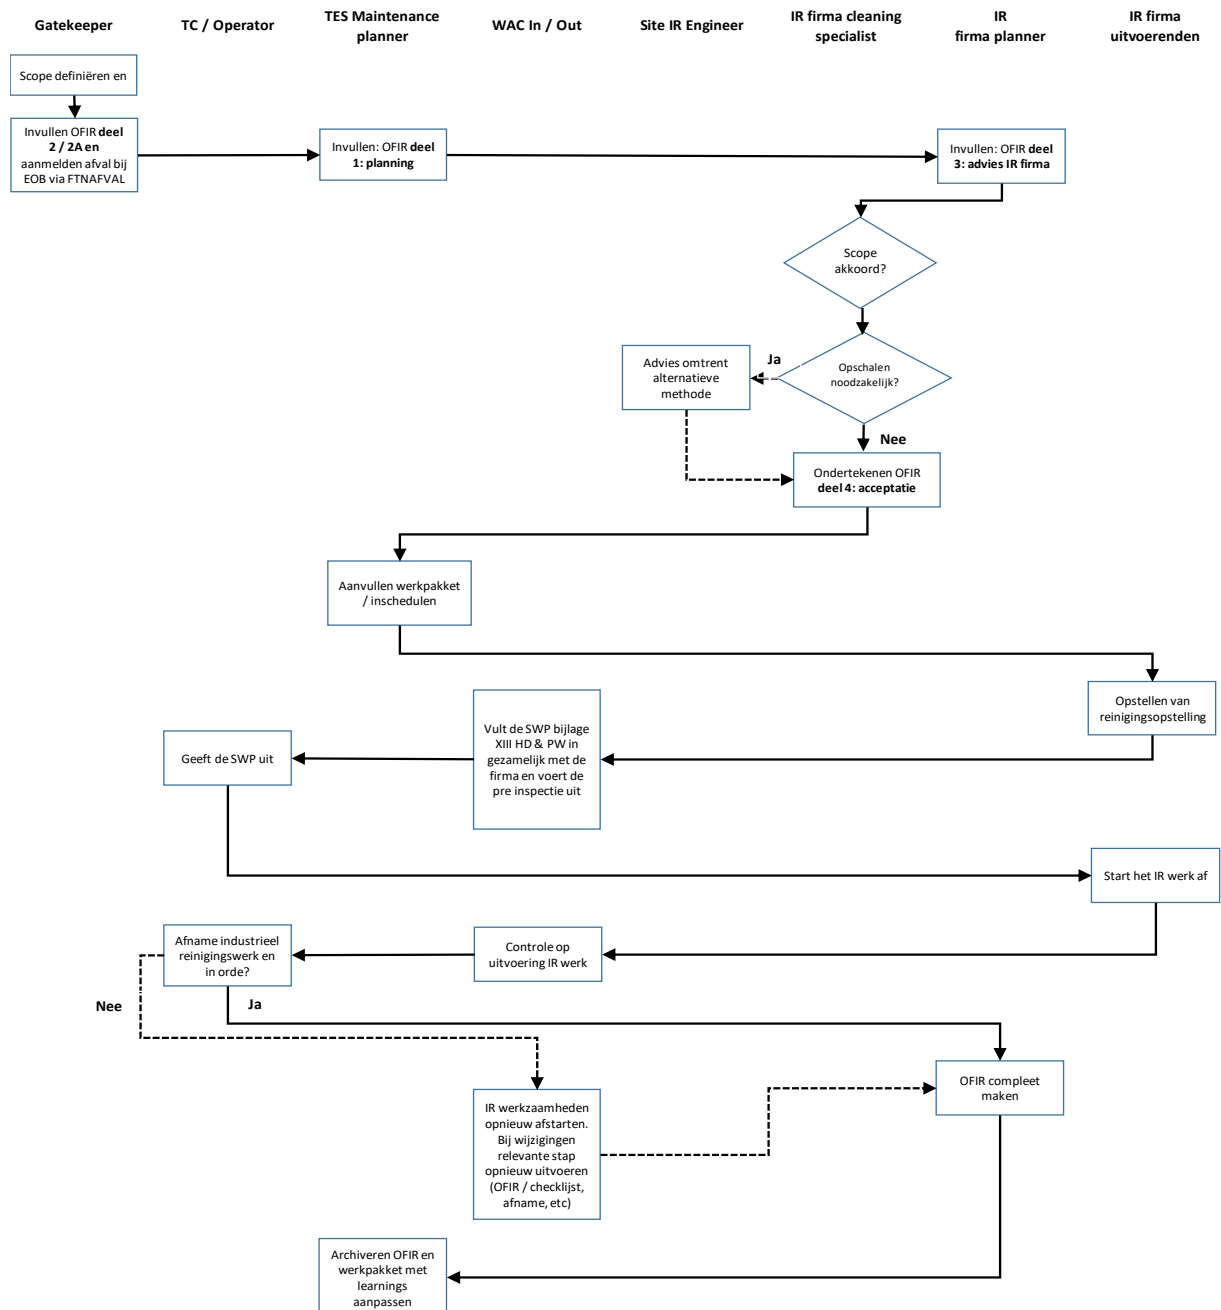 Gatekeeper
TC / Operator
TES Maintenance
planner
WAC In / Out
Site IR Engineer
IR firma cleaning
specialist
IR
firma planner
IR firma
uitvoerenden
Scope definiëren en
Invullen OFIR deel
2 / 2A en
aanmelden afval bij
EOB via FTNAFVAL
Invullen: OFIR deel
1: planning
Invullen: OFIR deel
3: advies IR firma
Scope
akkoord?
Advies omtrent
alternatieve
methode
Ja
Opschalen
noodzakelijk?
Nee
Ondertekenen OFIR
deel 4: acceptatie
Aanvullen werkpakket
/ inschedulen
Opstellen van
reinigingsopstelling
Vult de SWP bijlage
XIII HD & PW in
gezamelijk met de
firma en voert de
pre inspectie uit
Geeft de SWP uit
Start het IR werk af
Afname industrieel
reinigingswerk en
in orde?
Controle op
uitvoering IR werk
Nee
Ja
OFIR compleet
maken
IR werkzaamheden
opnieuw afstarten.
Bij wijzigingen
relevante stap
opnieuw uitvoeren
(OFIR / checklijst,
afname, etc)
Archiveren OFIR en
werkpakket met
learnings
aanpassen